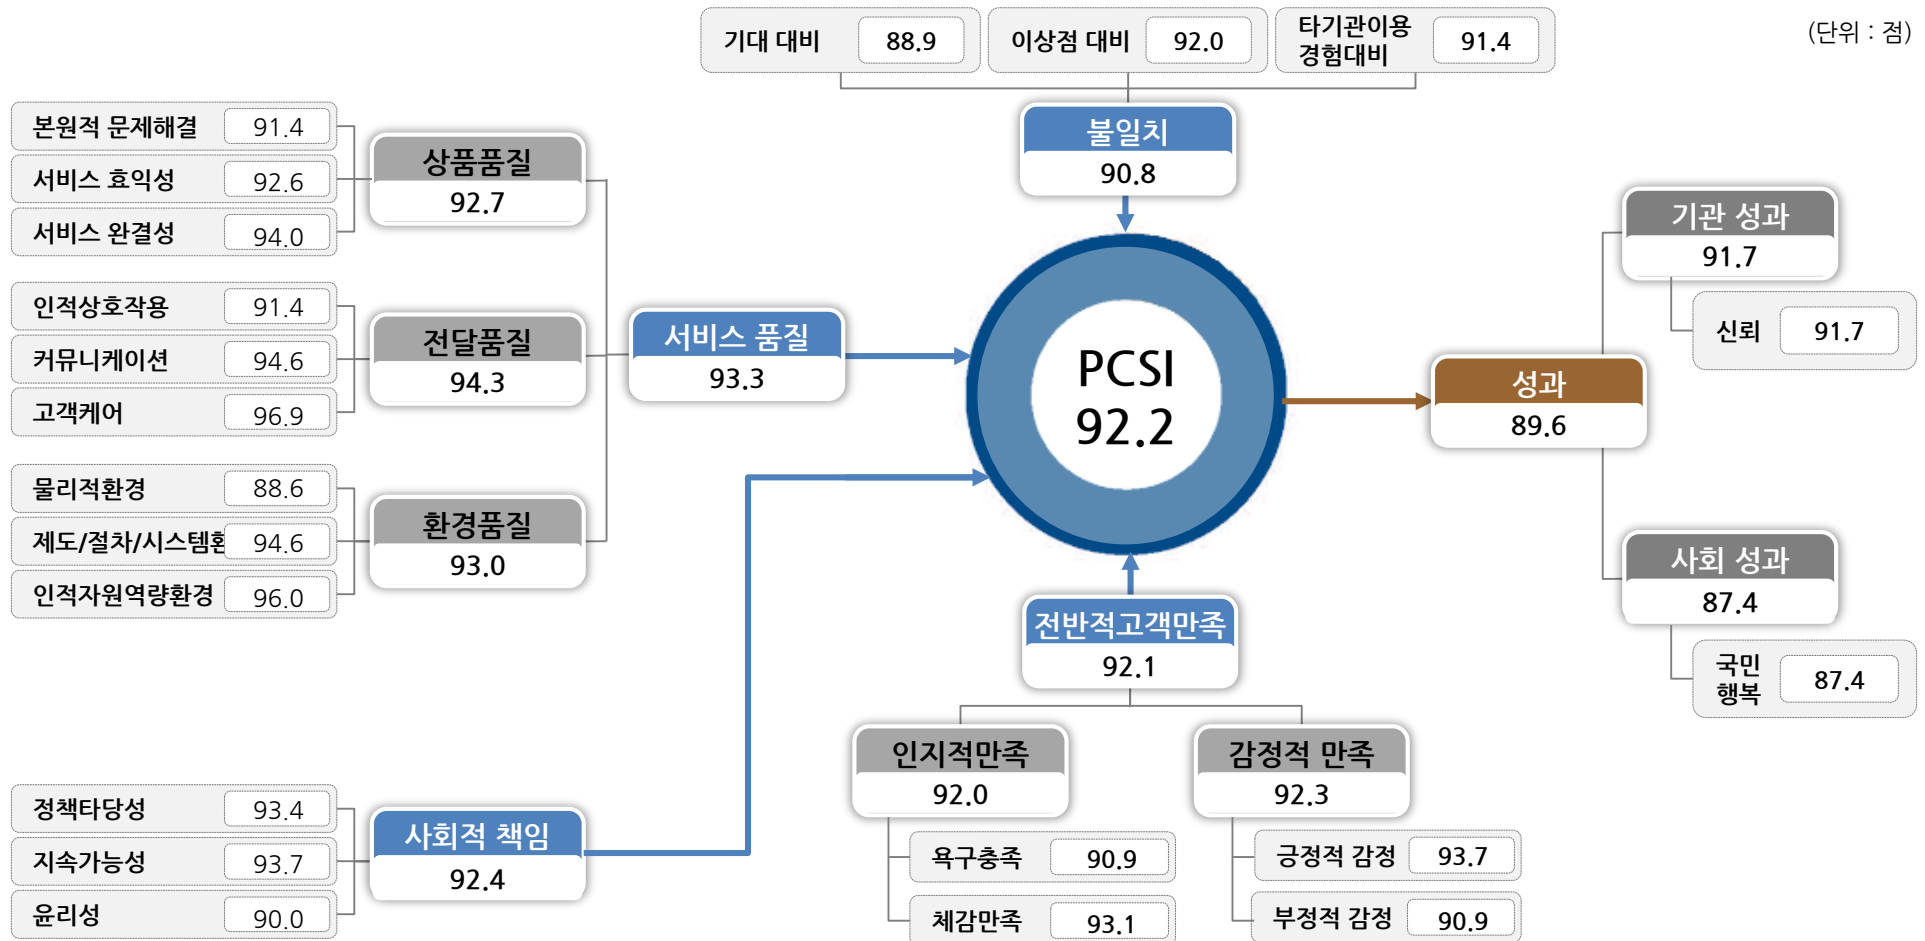 (단위 : 점)
기대 대비
88.9
이상점 대비
92.0
타기관이용
경험대비
91.4
불일치
90.8
본원적 문제해결
91.4
서비스 효익성
92.6
서비스 완결성
94.0
상품품질
92.7
인적상호작용
91.4
커뮤니케이션
94.6
고객케어
96.9
전달품질
94.3
물리적환경
88.6
제도/절차/시스템환
94.6
인적자원역량환경
96.0
환경품질
93.0
서비스 품질
93.3
정책타당성
93.4
지속가능성
93.7
윤리성
90.0
사회적 책임
92.4
PCSI
92.2
전반적고객만족
92.1
인지적만족
92.0
욕구충족
90.9
체감만족
93.1
감정적 만족
92.3
긍정적 감정
93.7
부정적 감정
90.9
성과
89.6
기관 성과
91.7
신뢰
91.7
사회 성과
87.4
국민
행복
87.4